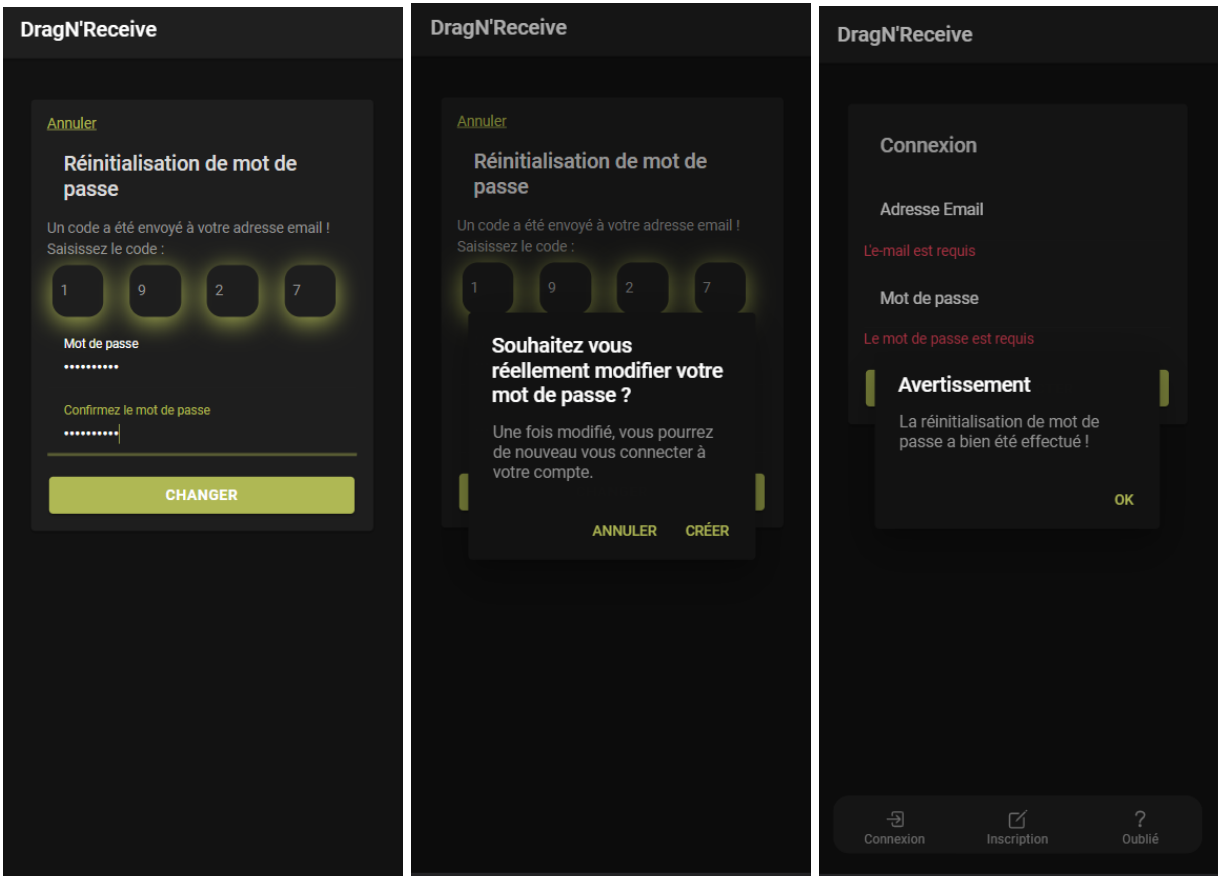 DragN'Receive
Annuler
Réinitialisation de mot de
passe
Un code a été envoyé à votre adresse email !
Saisissez le code :
1 9 2 7
Mot de passe
••••••••••
Confirmez le mot de passe
••••••••••
CHANGER
DragN'Receive
Annuler
Réinitialisation de mot de
passe
Un code a été envoyé à votre adresse email !
Saisissez le code :
1 9 2 7
Souhaitez vous
réellement modifier votre
mot de passe ?
Une fois modifié, vous pourrez
de nouveau vous connecter à
votre compte.
ANNULER CRÉER
DragN'Receive
Connexion
Adresse Email
L'e-mail est requis
Mot de passe
Le mot de passe est requis
Avertissement
La réinitialisation de mot de
passe a bien été effectué !
OK
Connexion Inscription Oublié